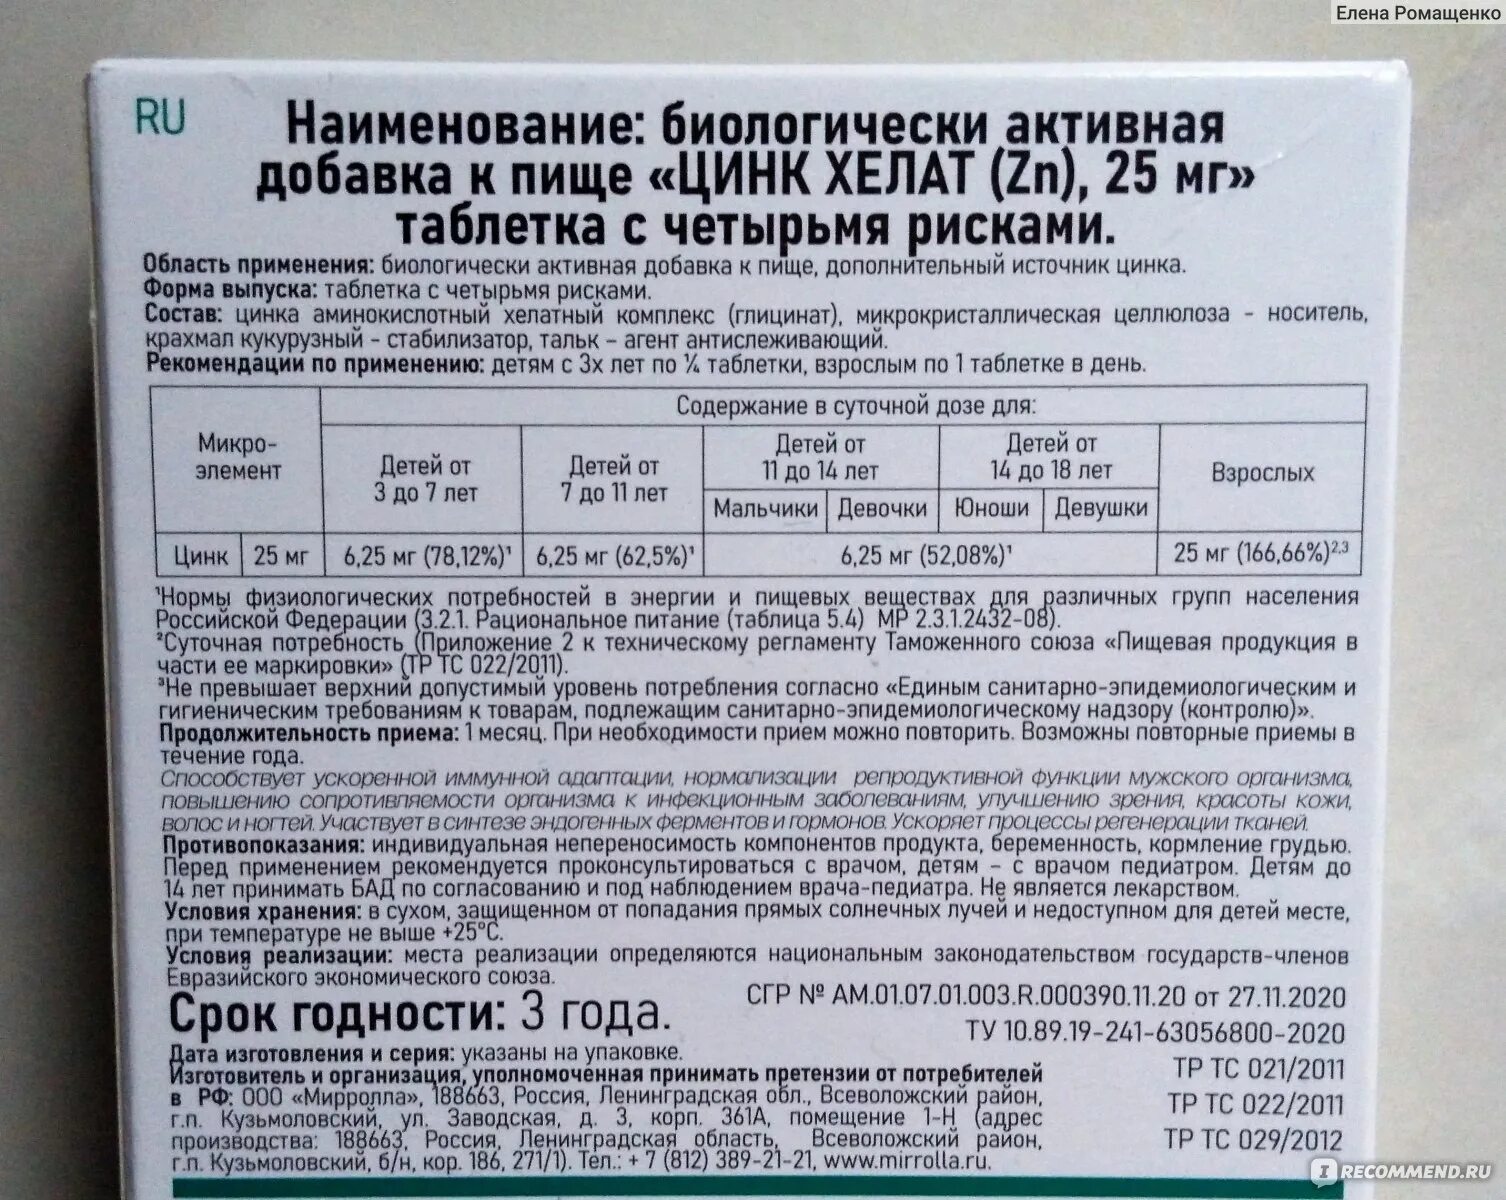 Елена Ромащенко
RU
Наименование: биологически активная
добавка к пище «ЦИНК ХЕЛАТ (Zn), 25 мг»
таблетка с четырьмя рисками.
Область применения: биологически активная добавка к пище, дополнительный источник цинка.
Форма выпуска: таблетка с четырьмя рисками.
Состав: цинка аминокислотный хелатный комплекс (глицинат), микрокристаллическая целлюлоза - носитель,
крахмал кукурузный - стабилизатор, тальк – агент антислеживающий.
Рекомендации по применению: детям с 3х лет по ¼ таблетки, взрослым по 1 таблетке в день.
Содержание в суточной дозе для:
Микро-
элемент
Детей от
3 до 7 лет
Детей от
7 до 11 лет
Детей от
11 до 14 лет
Детей от
14 до 18 лет
Взрослых
Мальчики Девочки Юноши Девушки
Цинк 25 мг 6,25 мг (78,12%)¹ 6,25 мг (62,5%)¹ 6,25 мг (52,08%)¹ 25 мг (166,66%)²,³
¹Нормы физиологических потребностей в энергии и пищевых веществах для различных групп населения
Российской Федерации (3.2.1. Рациональное питание (таблица 5.4) МР 2.3.1.2432-08).
²Суточная потребность (Приложение 2 к техническому регламенту Таможенного союза «Пищевая продукция в
части ее маркировки» (ТР ТС 022/2011).
³Не превышает верхний допустимый уровень потребления согласно «Единым санитарно-эпидемиологическим и
гигиеническим требованиям к товарам, подлежащим санитарно-эпидемиологическому надзору (контролю)».
Продолжительность приема: 1 месяц. При необходимости прием можно повторить. Возможны повторные приемы в
течение года.
Способствует ускоренной иммунной адаптации, нормализации репродуктивной функции мужского организма,
повышению сопротивляемости организма к инфекционным заболеваниям, улучшению зрения, красоты кожи,
волос и ногтей. Участвует в синтезе эндогенных ферментов и гормонов. Ускоряет процессы регенерации тканей.
Противопоказания: индивидуальная непереносимость компонентов продукта, беременность, кормление грудью.
Перед применением рекомендуется проконсультироваться с врачом, детям – с врачом педиатром. Детям до
14 лет принимать БАД по согласованию и под наблюдением врача-педиатра. Не является лекарством.
Условия хранения: в сухом, защищенном от попадания прямых солнечных лучей и недоступном для детей месте,
при температуре не выше +25°С.
Условия реализации: места реализации определяются национальным законодательством государств-членов
Евразийского экономического союза.
Срок годности: 3 года.
СГР № АМ.01.07.01.003.R.000390.11.20 от 27.11.2020
ТУ 10.89.19-241-63056800-2020
ТР ТС 021/2011
ТР ТС 022/2011
ТР ТС 029/2012
Дата изготовления и серия: указаны на упаковке.
Изготовитель и организация, уполномоченная принимать претензии от потребителей
в РФ: ООО «Мирролла», 188663, Россия, Ленинградская обл., Всеволожский район,
г.п. Кузьмоловский, ул. Заводская, д. 3, корп. 361А, помещение 1-Н (адрес
производства: 188663, Россия, Ленинградская область, Всеволожский район,
г.п. Кузьмоловский, б/н, кор. 186, 271/1). Тел.: + 7 (812) 389-21-21, www.mirrolla.ru.
IRECOMMEND.RU